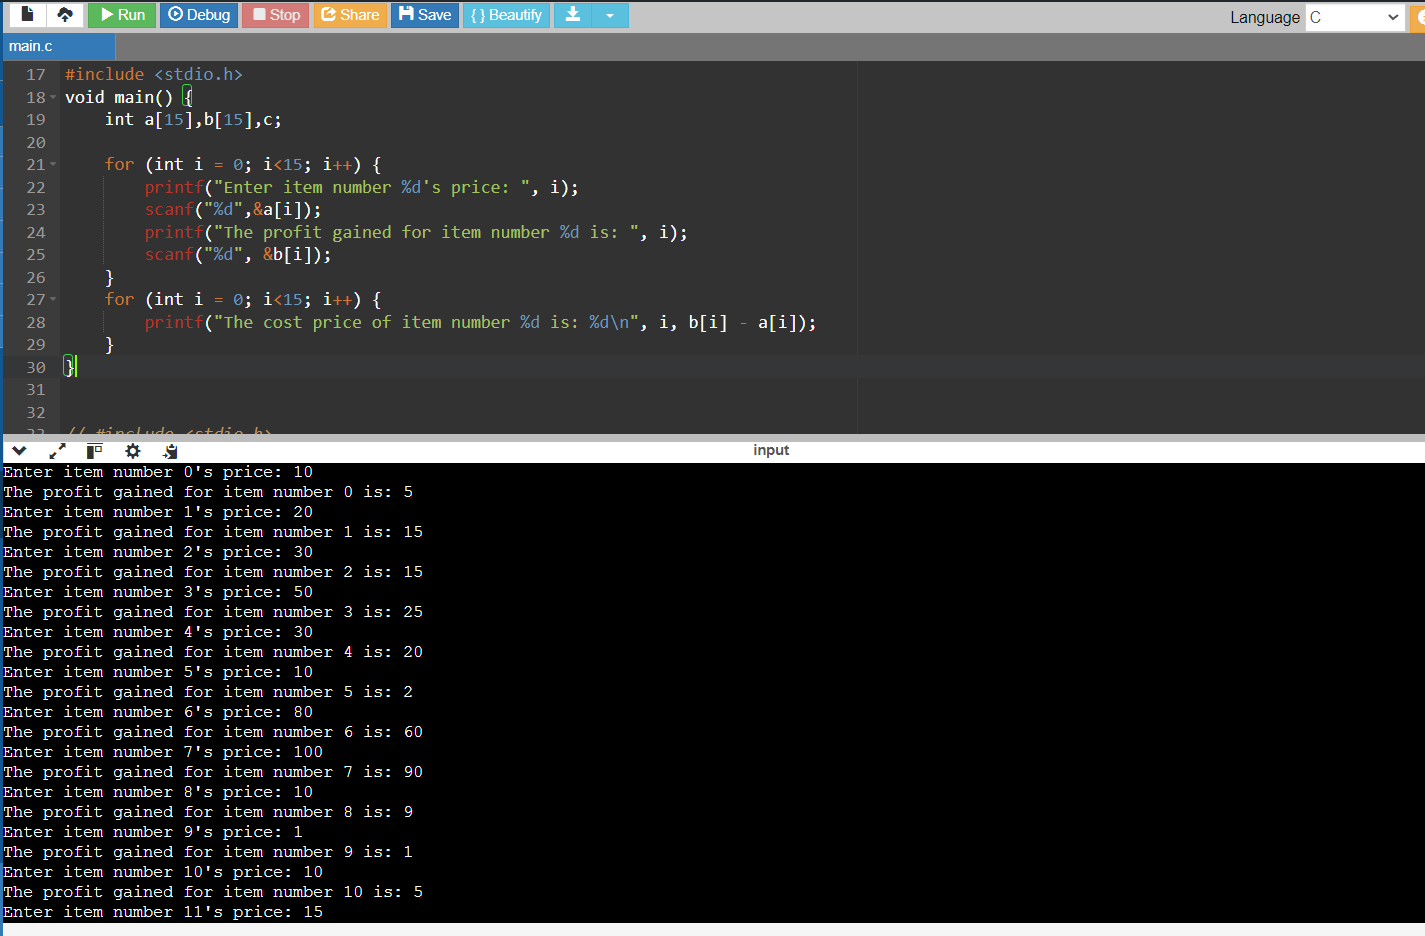 Run Debug Stop Share Save { } Beautify Language C
main.c
17 #include <stdio.h>
18 void main() {
19     int a[15],b[15],c;
20
21     for (int i = 0; i<15; i++) {
22         printf("Enter item number %d's price: ", i);
23         scanf("%d",&a[i]);
24         printf("The profit gained for item number %d is: ", i);
25         scanf("%d", &b[i]);
26     }
27     for (int i = 0; i<15; i++) {
28         printf("The cost price of item number %d is: %d\n", i, b[i] - a[i]);
29     }
30 }
31
32
33 // #include <stdio.h>
input
Enter item number 0's price: 10
The profit gained for item number 0 is: 5
Enter item number 1's price: 20
The profit gained for item number 1 is: 15
Enter item number 2's price: 30
The profit gained for item number 2 is: 15
Enter item number 3's price: 50
The profit gained for item number 3 is: 25
Enter item number 4's price: 30
The profit gained for item number 4 is: 20
Enter item number 5's price: 10
The profit gained for item number 5 is: 2
Enter item number 6's price: 80
The profit gained for item number 6 is: 60
Enter item number 7's price: 100
The profit gained for item number 7 is: 90
Enter item number 8's price: 10
The profit gained for item number 8 is: 9
Enter item number 9's price: 1
The profit gained for item number 9 is: 1
Enter item number 10's price: 10
The profit gained for item number 10 is: 5
Enter item number 11's price: 15